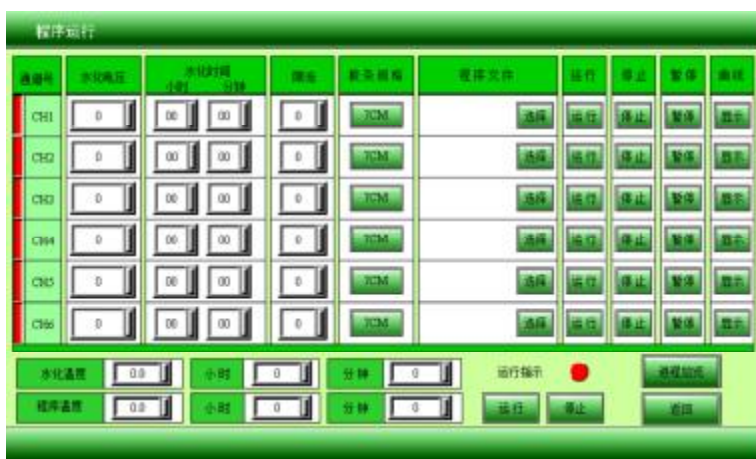 程序运行
通道号 水化电压 水化时间 限流 胶条规格 程序文件 运行 停止 暂停 曲线
小时 分钟
CH1 0 00 00 0 7CM 选择 运行 停止 暂停 显示
CH2 0 00 00 0 7CM 选择 运行 停止 暂停 显示
CH3 0 00 00 0 7CM 选择 运行 停止 暂停 显示
CH4 0 00 00 0 7CM 选择 运行 停止 暂停 显示
CH5 0 00 00 0 7CM 选择 运行 停止 暂停 显示
CH6 0 00 00 0 7CM 选择 运行 停止 暂停 显示
水化温度 0.0 小时 0 分钟 0 运行指示
程序温度 0.0 小时 0 分钟 0 运行 停止 返回